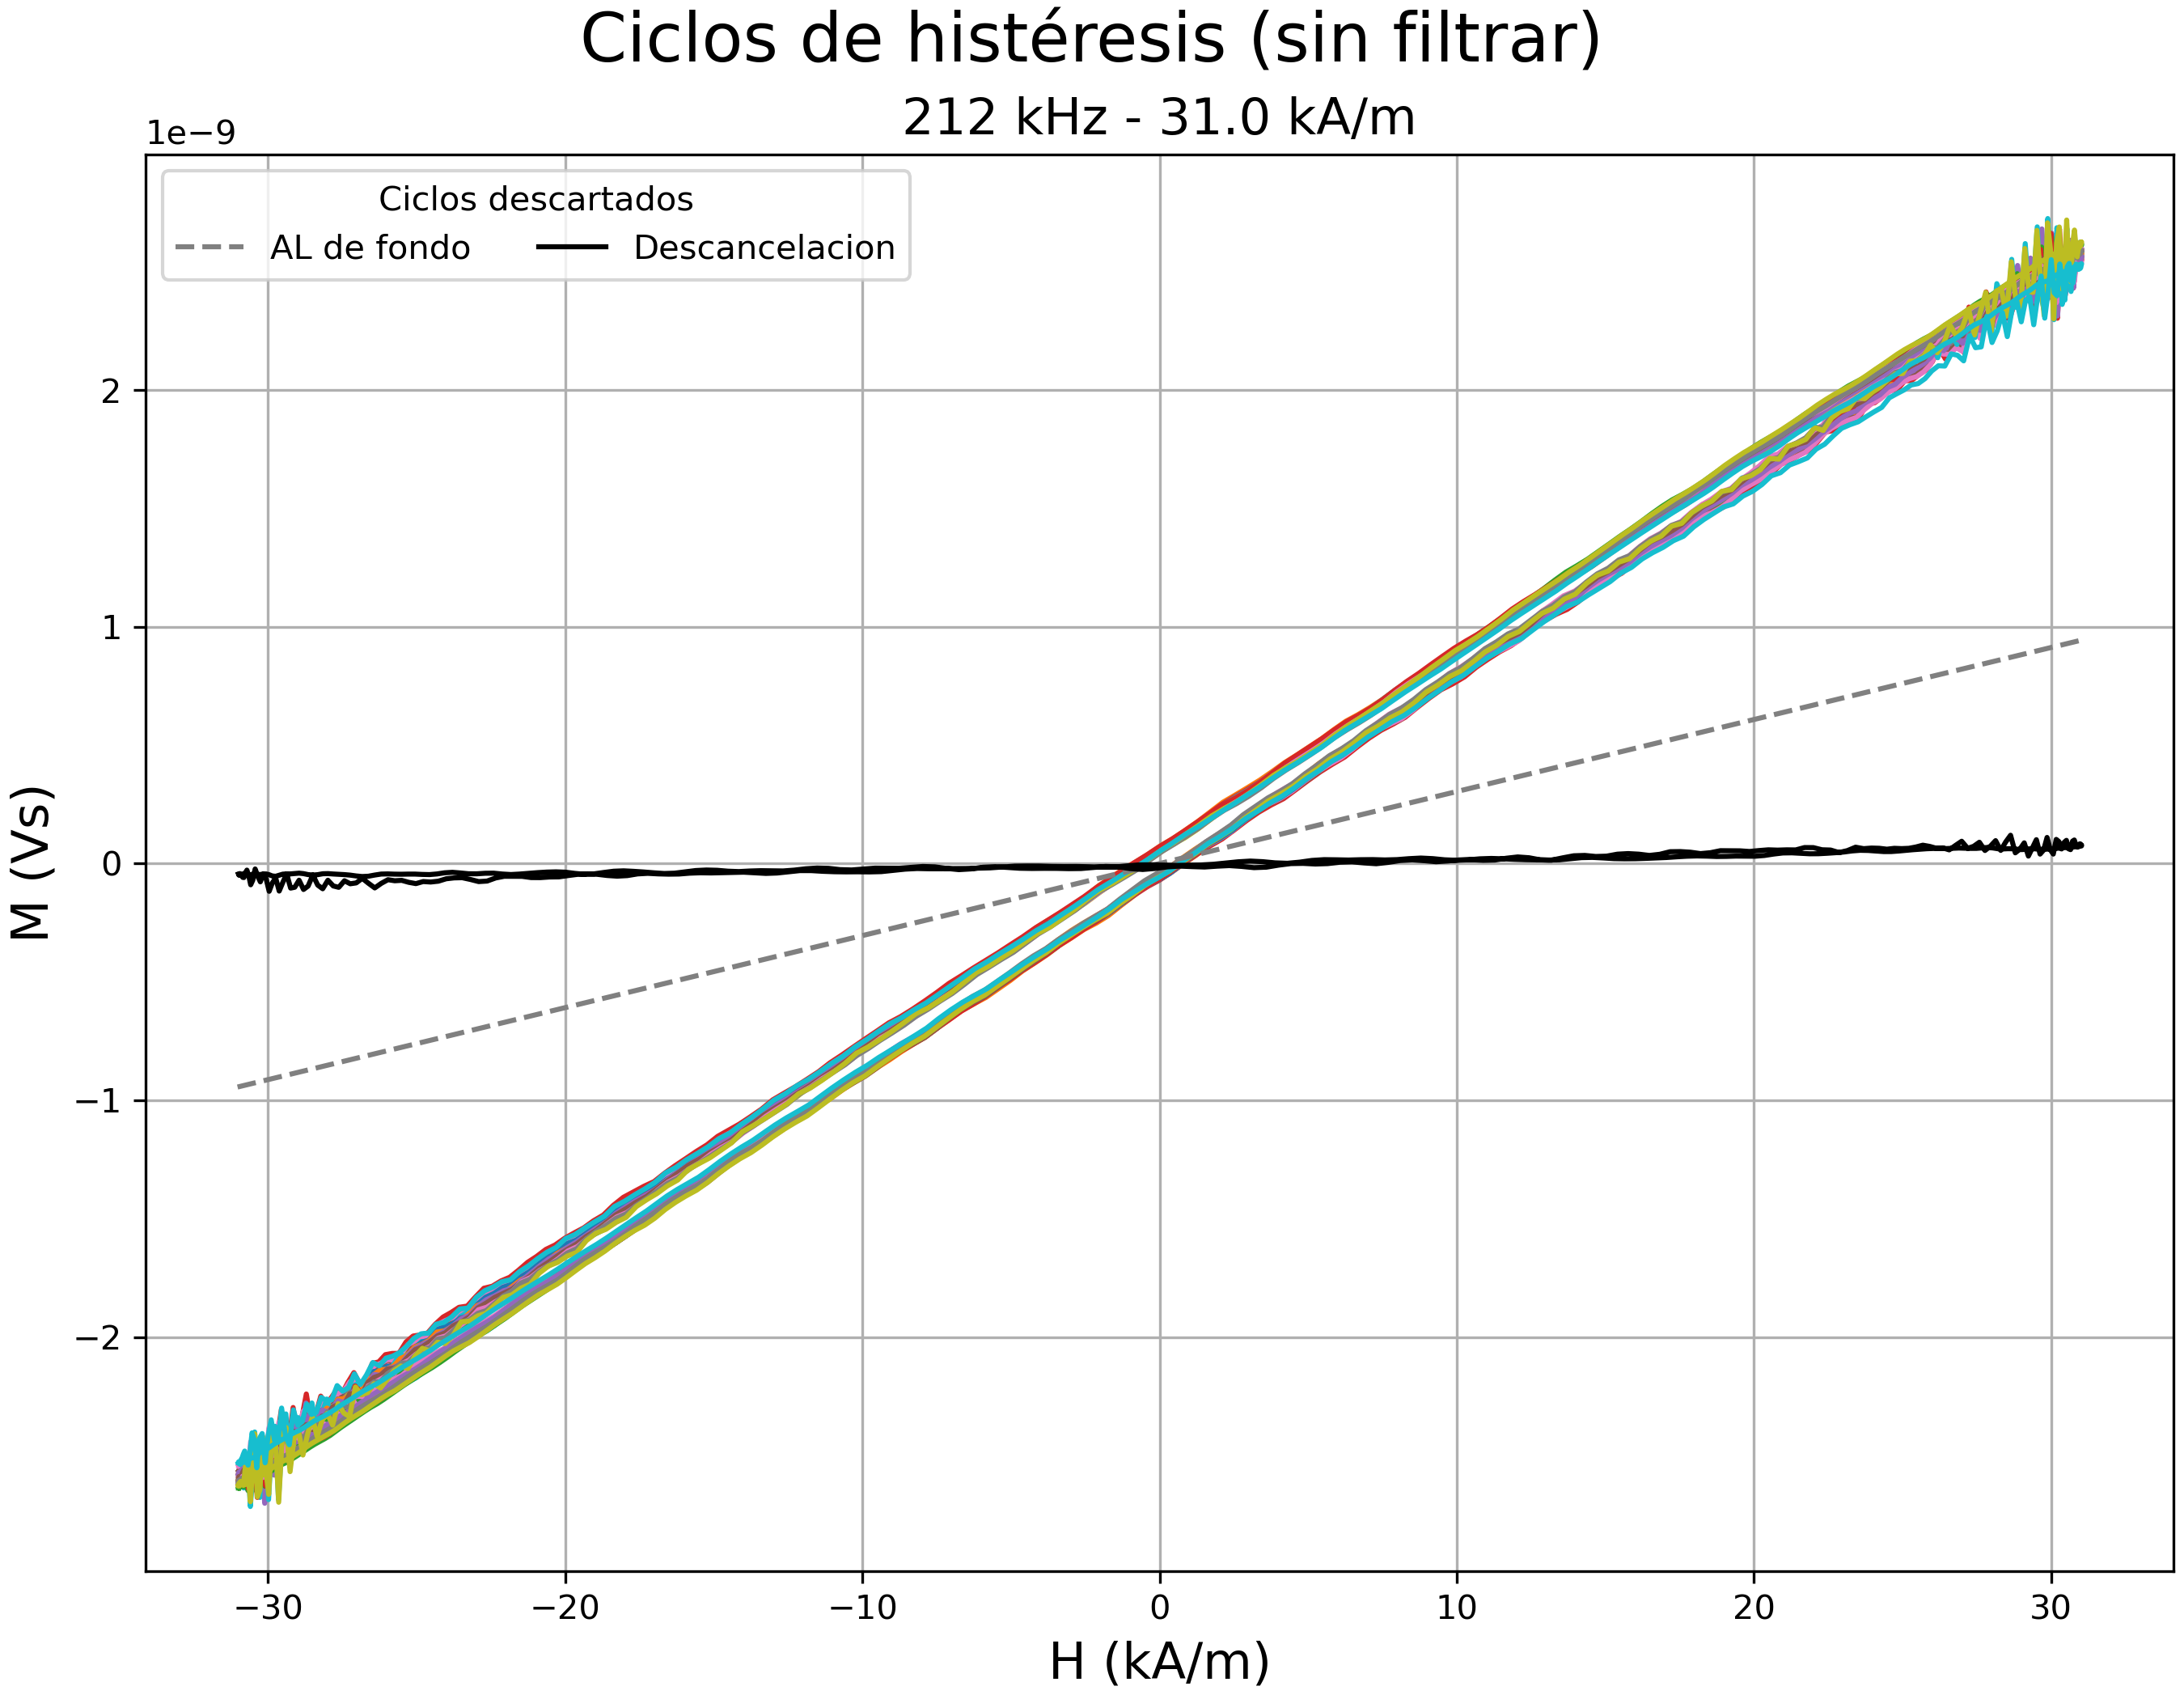 Ciclos de histéresis (sin filtrar)
212 kHz - 31.0 kA/m
1e−9
Ciclos descartados
AL de fondo
Descancelacion
2
1
0
−1
−2
M (Vs)
−30 −20 −10 0 10 20 30
H (kA/m)